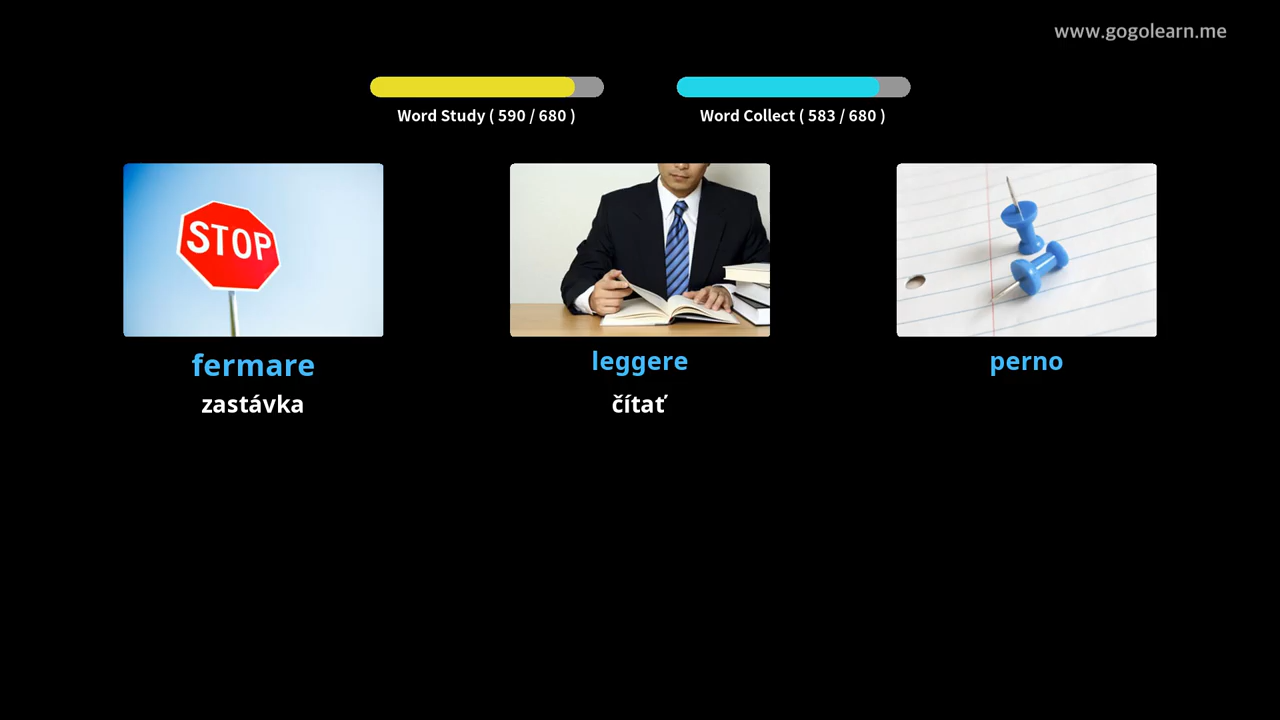 www.gogolearn.me
Word Study ( 590 / 680 )
Word Collect ( 583 / 680 )
STOP
fermare
leggere
perno
zastávka
čítať